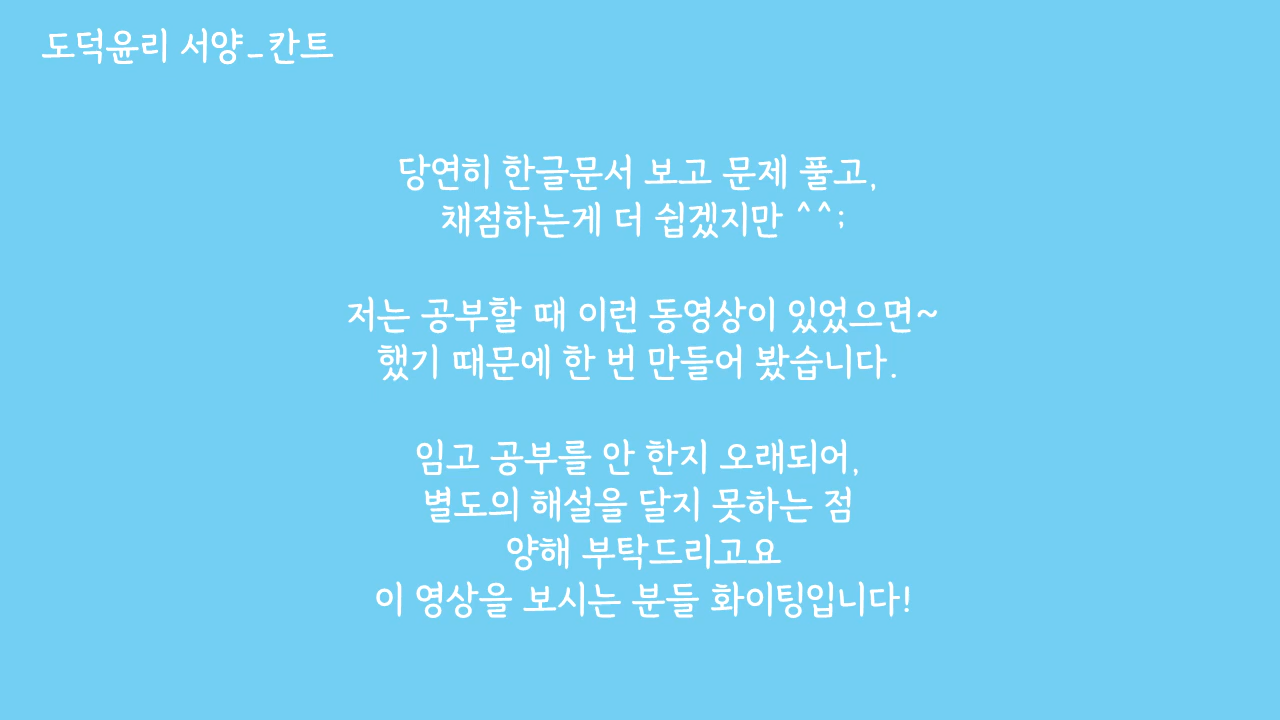 도덕윤리 서양_칸트
당연히 한글문서 보고 문제 풀고,
채점하는게 더 쉽겠지만 ^^;
저는 공부할 때 이런 동영상이 있었으면~
했기 때문에 한 번 만들어 봤습니다.
임고 공부를 안 한지 오래되어,
별도의 해설을 달지 못하는 점
양해 부탁드리고요
이 영상을 보시는 분들 화이팅입니다!